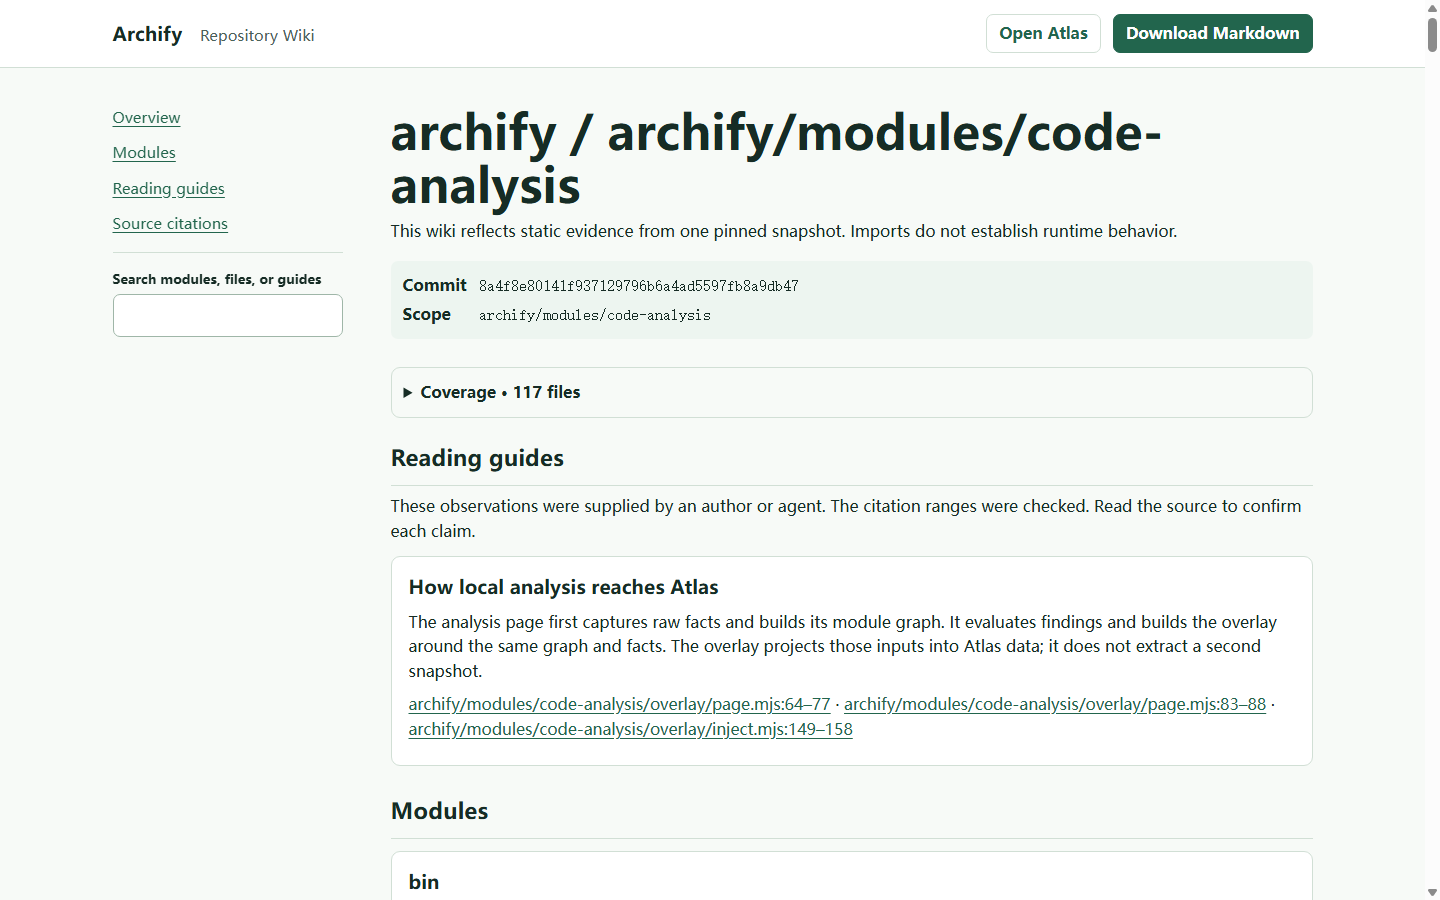 Archify Repository Wiki
Open Atlas
Download Markdown
Overview
Modules
Reading guides
Source citations
Search modules, files, or guides
archify / archify/modules/code-
analysis
This wiki reflects static evidence from one pinned snapshot. Imports do not establish runtime behavior.
Commit 8a4f8e80141f937129796b6a4ad5597fb8a9db47
Scope archify/modules/code-analysis
Coverage • 117 files
Reading guides
These observations were supplied by an author or agent. The citation ranges were checked. Read the source to confirm
each claim.
How local analysis reaches Atlas
The analysis page first captures raw facts and builds its module graph. It evaluates findings and builds the overlay
around the same graph and facts. The overlay projects those inputs into Atlas data; it does not extract a second
snapshot.
archify/modules/code-analysis/overlay/page.mjs:64–77 · archify/modules/code-analysis/overlay/page.mjs:83–88 ·
archify/modules/code-analysis/overlay/inject.mjs:149–158
Modules
bin